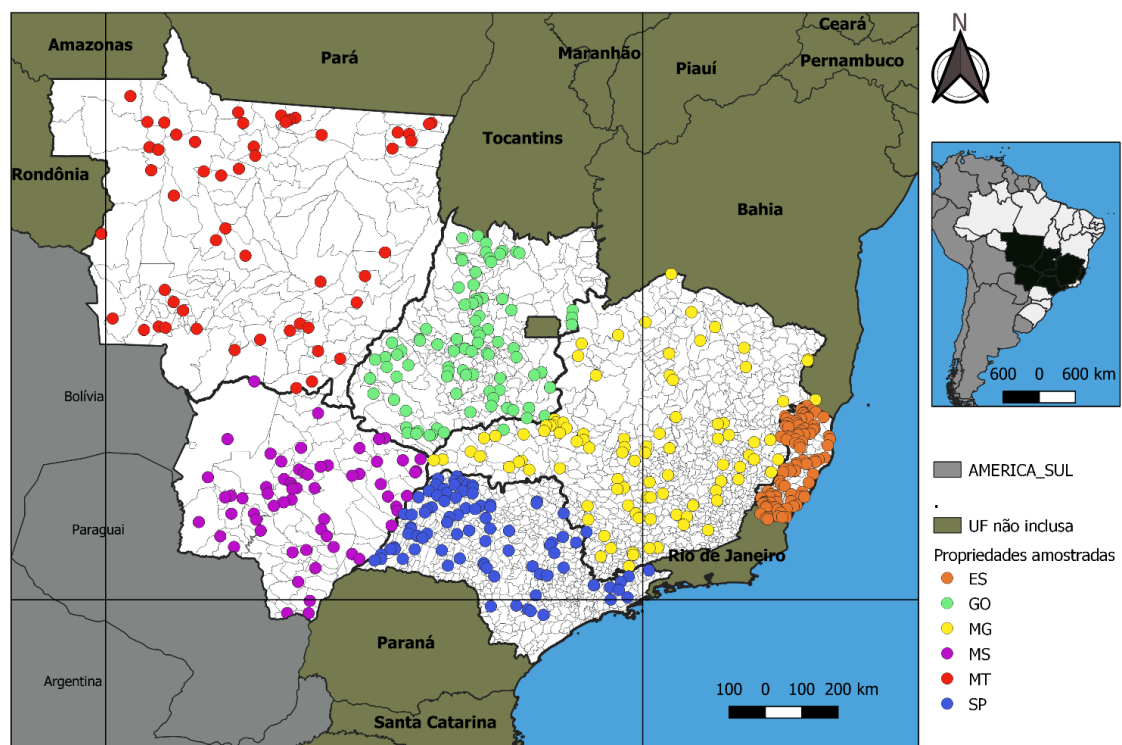 Amazonas
Pará
Maranhão
Piauí
Ceará
Pernambuco
Tocantins
Rondônia
Bahia
Bolívia
Paraguai
Rio de Janeiro
Paraná
Argentina
Santa Catarina
100 0 100 200 km
N
600 0 600 km
AMERICA_SUL
.
UF não inclusa
Propriedades amostradas
ES
GO
MG
MS
MT
SP